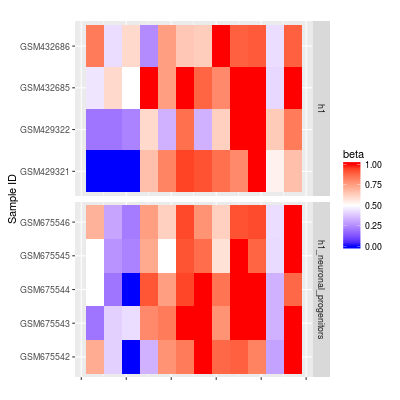 GSM432686
GSM432685
GSM429322
GSM429321
h1
GSM675546
GSM675545
GSM675544
GSM675543
GSM675542
h1_neuronal_progenitors
Sample ID
beta
1.00
0.75
0.50
0.25
0.00